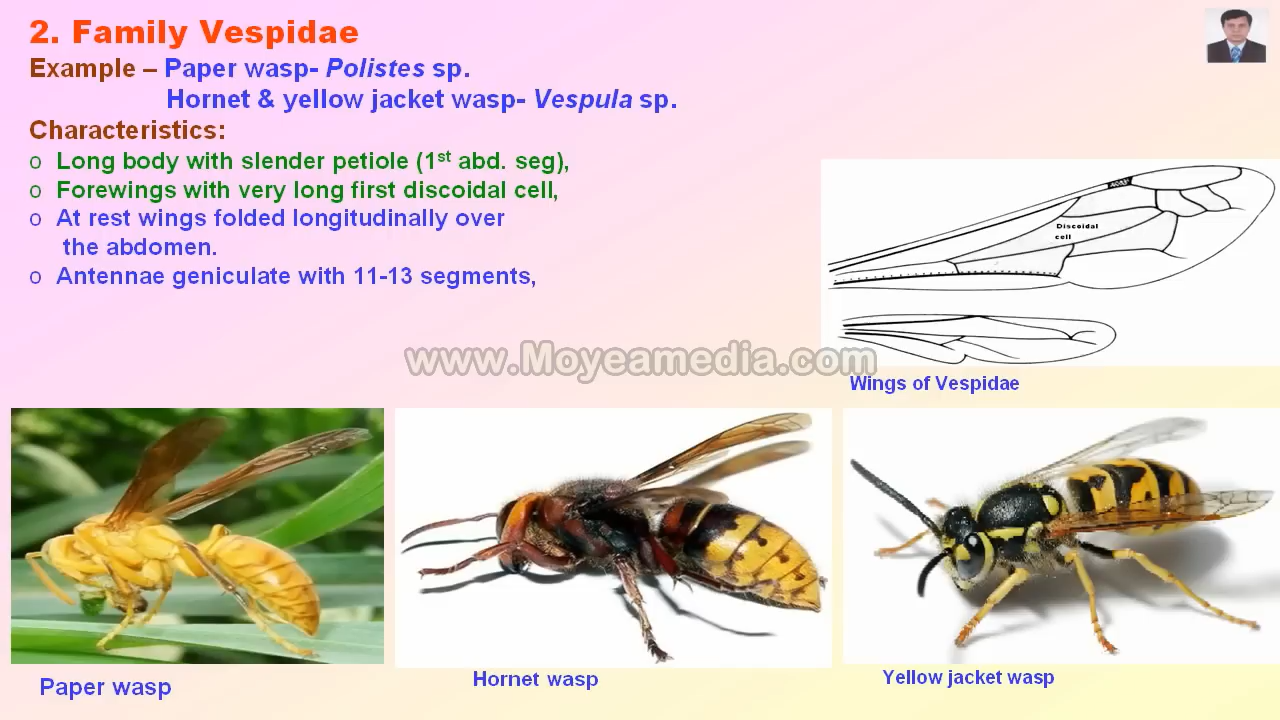 2. Family Vespidae
Example – Paper wasp- Polistes sp.
Hornet & yellow jacket wasp- Vespula sp.
Characteristics:
o Long body with slender petiole (1st abd. seg),
o Forewings with very long first discoidal cell,
o At rest wings folded longitudinally over
the abdomen.
o Antennae geniculate with 11-13 segments,
Discoidal
cell
www.Moyeamedia.com
Wings of Vespidae
Paper wasp
Hornet wasp
Yellow jacket wasp